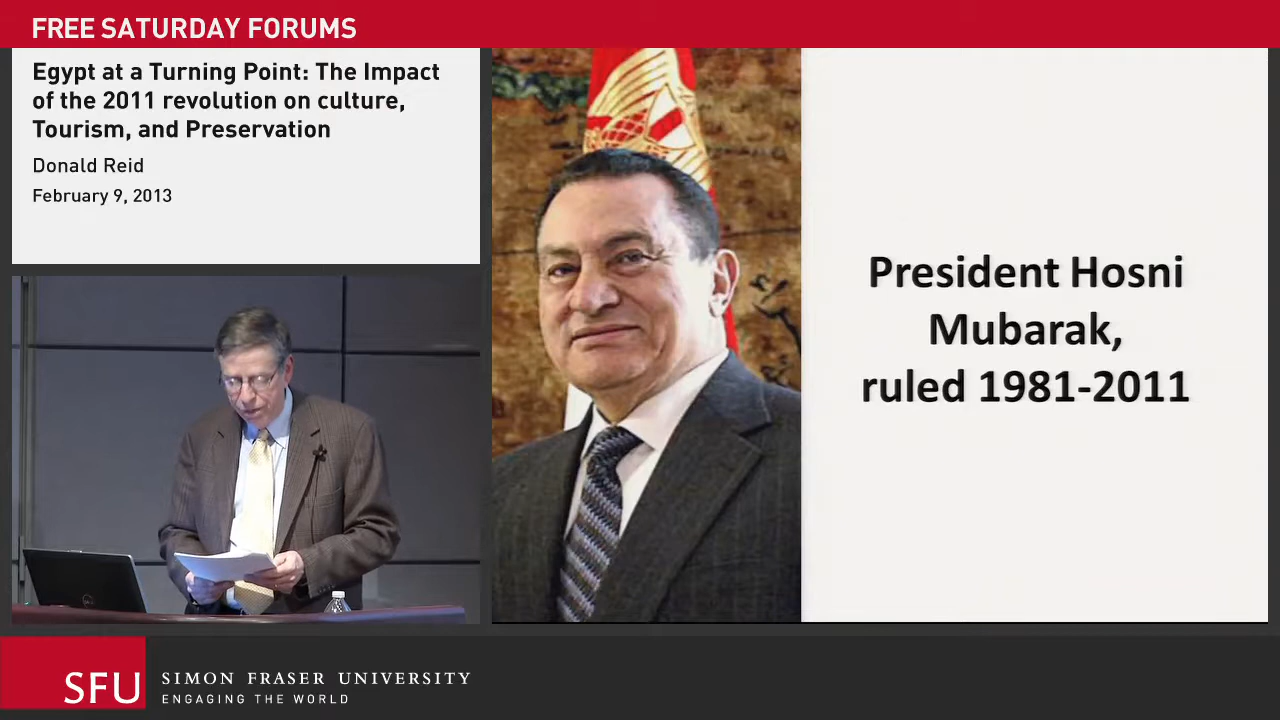 FREE SATURDAY FORUMS
Egypt at a Turning Point: The Impact
of the 2011 revolution on culture,
Tourism, and Preservation
Donald Reid
February 9, 2013
President Hosni
Mubarak,
ruled 1981-2011
SFU
SIMON FRASER UNIVERSITY
ENGAGING THE WORLD